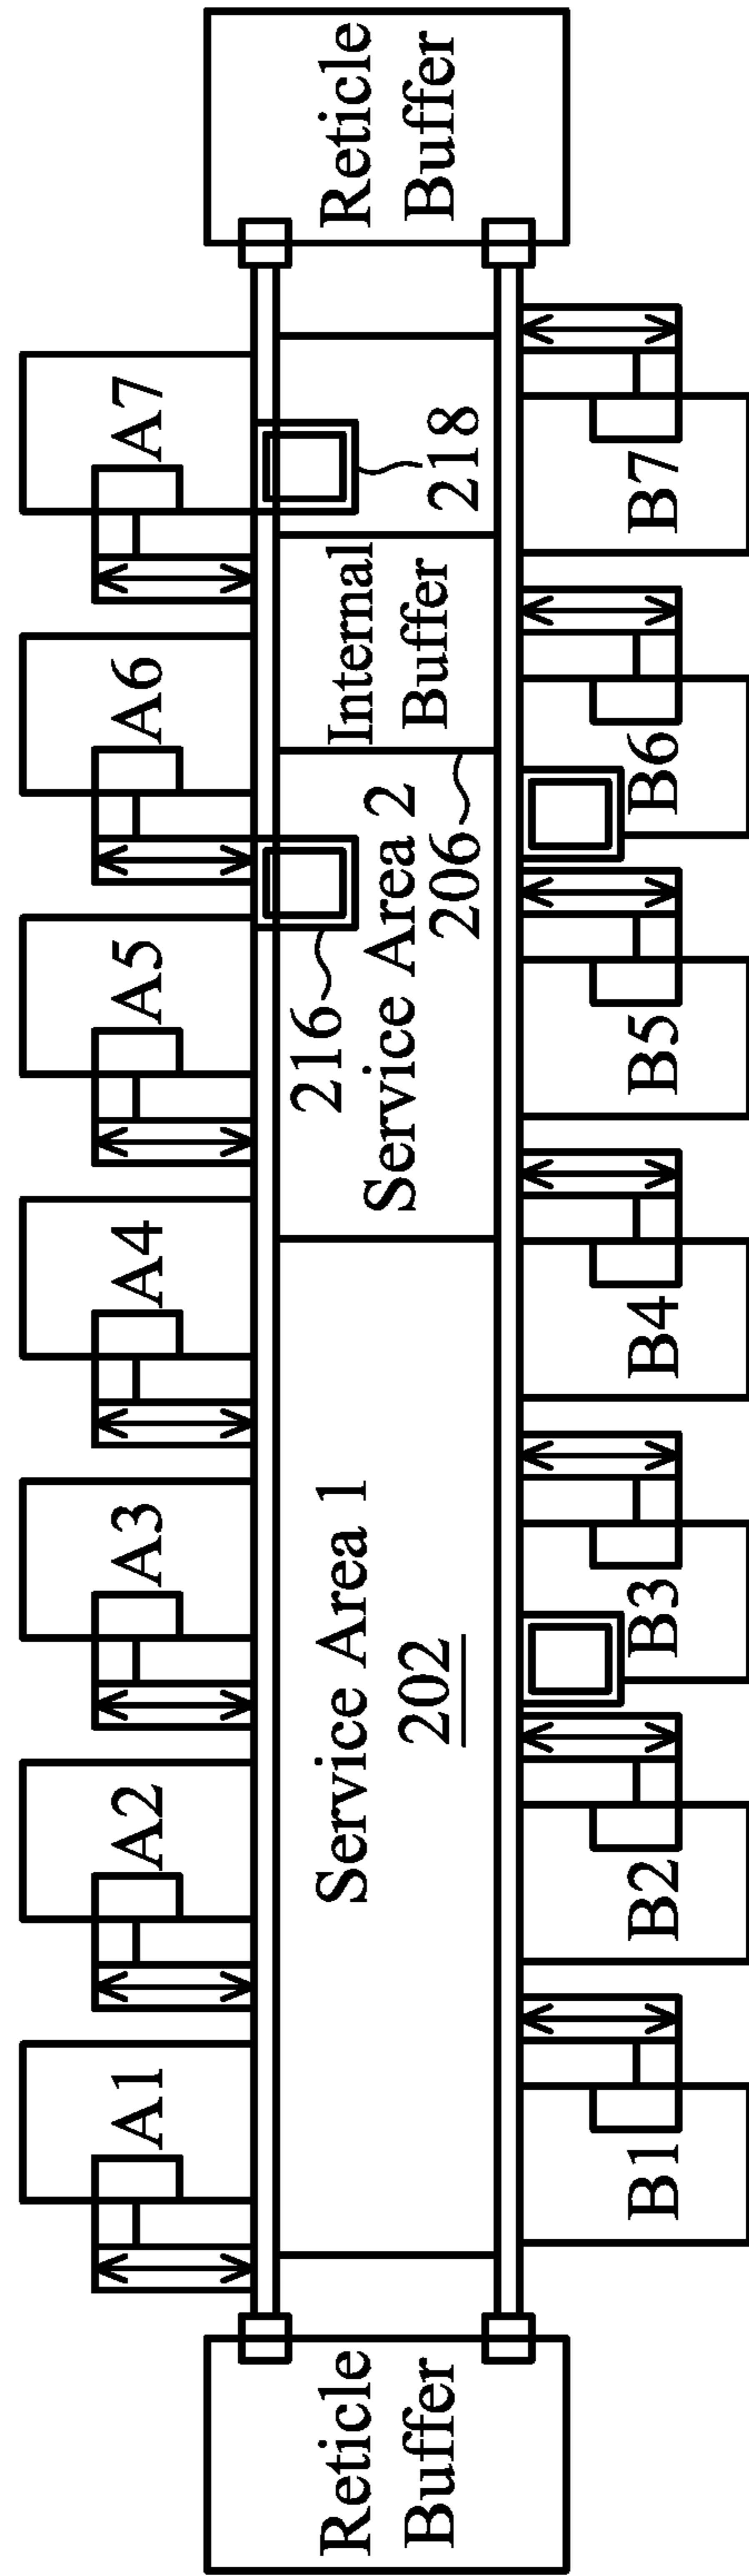 A1 A2 A3 A4 A5 A6 A7
Reticle
Buffer
Service Area 1
202
216
Service Area 2
206
Internal
Buffer
218
Reticle
Buffer
B1 B2 B3 B4 B5 B6 B7